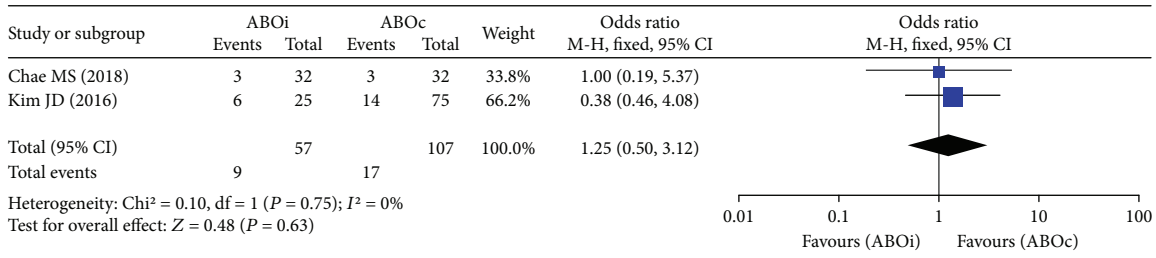 Study or subgroup ABOi ABOc Weight Odds ratio Odds ratio
Events Total Events Total M-H, fixed, 95% CI M-H, fixed, 95% CI
Chae MS (2018) 3 32 3 32 33.8% 1.00 (0.19, 5.37)
Kim JD (2016) 6 25 14 75 66.2% 0.38 (0.46, 4.08)
Total (95% CI) 57 107 100.0% 1.25 (0.50, 3.12)
Total events 9 17
Heterogeneity: Chi² = 0.10, df = 1 (P = 0.75); I² = 0%
Test for overall effect: Z = 0.48 (P = 0.63)
0.01 0.1 1 10 100
Favours (ABOi) Favours (ABOc)